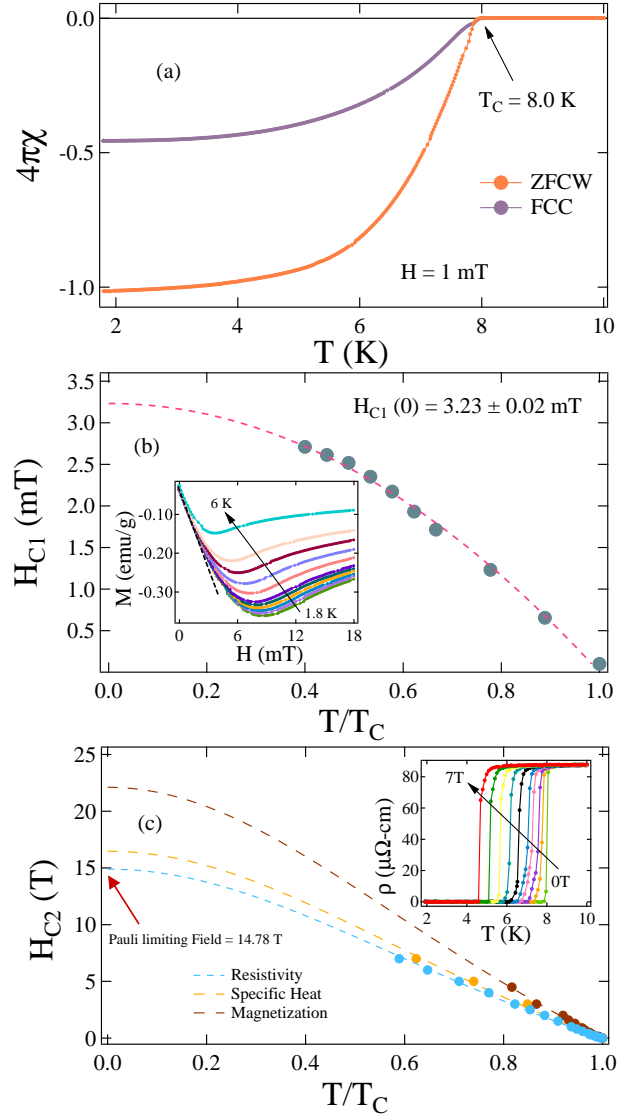 0.0
(a)
T_C = 8.0 K
-0.5
4πχ
ZFCW
FCC
-1.0
H = 1 mT
2 4 6 8 10
T (K)
3.5
H_C1 (0) = 3.23 ± 0.02 mT
3.0
(b)
2.5
2.0
1.5
1.0
0.5
0.0
H_C1 (mT)
-0.10
-0.20
-0.30
M (emu/g)
6 K
1.8 K
0 6 12 18
H (mT)
0.0 0.2 0.4 0.6 0.8 1.0
T/T_C
25
20
15
10
5
0
H_C2 (T)
(c)
80
60
40
20
0
ρ (μΩ-cm)
7T
0T
2 4 6 8 10
T (K)
Pauli limiting Field = 14.78 T
Resistivity
Specific Heat
Magnetization
0.0 0.2 0.4 0.6 0.8 1.0
T/T_C